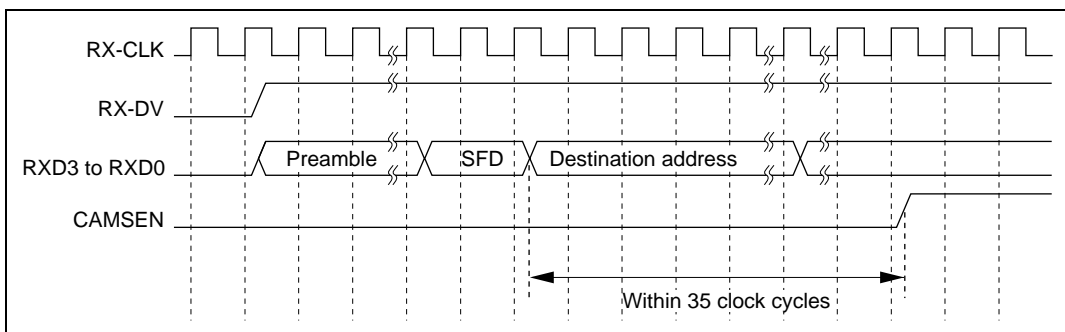 RX-CLK
RX-DV
RXD3 to RXD0
Preamble
SFD
Destination address
CAMSEN
Within 35 clock cycles